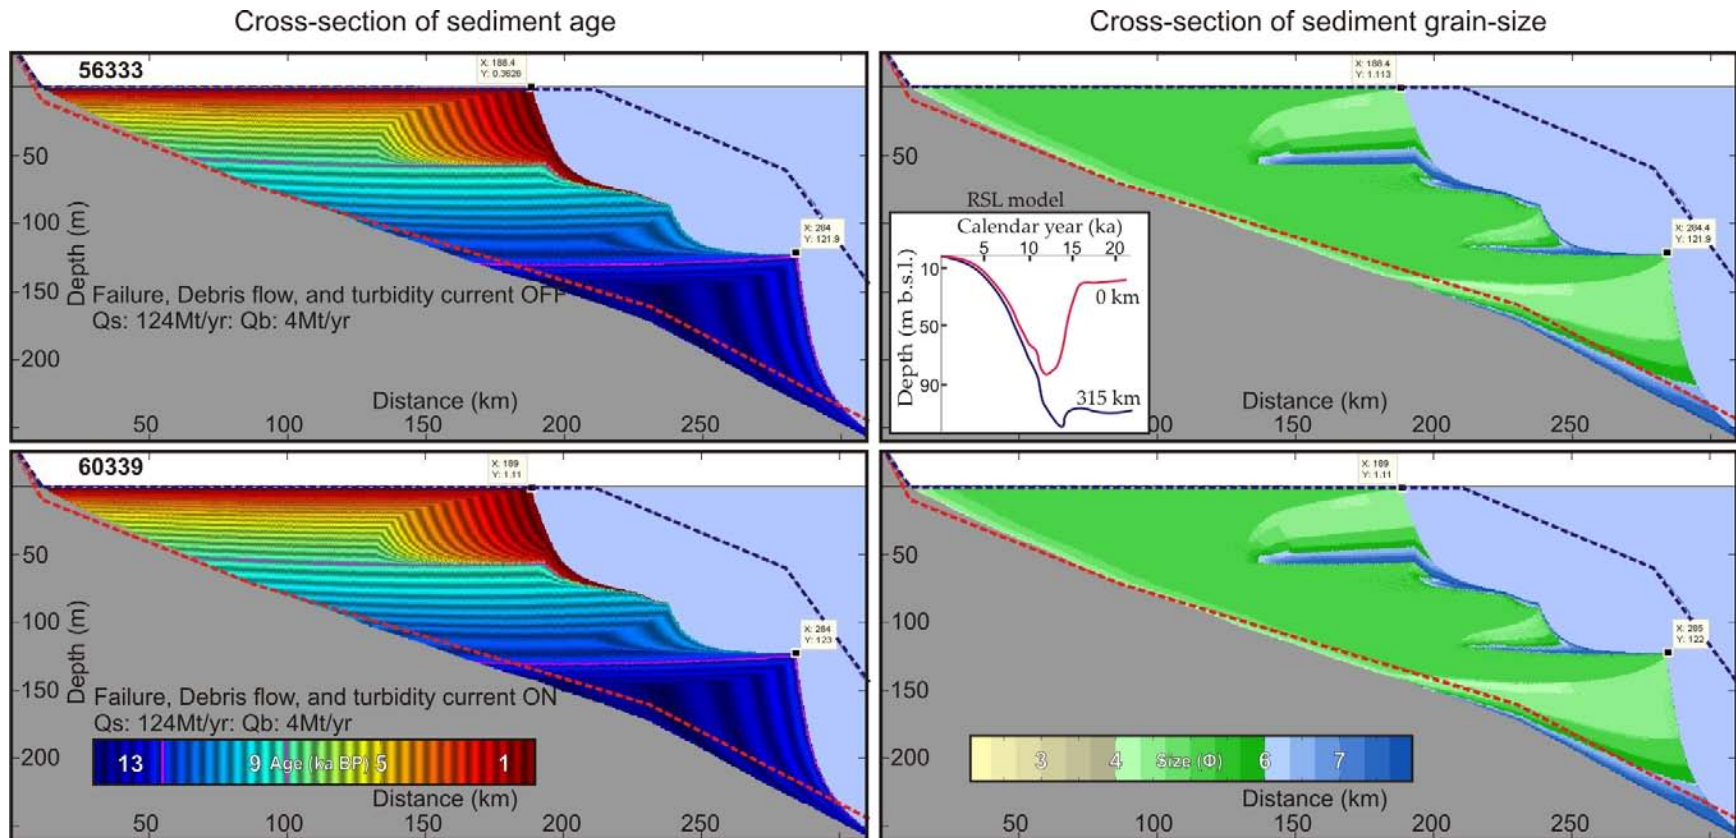 Cross-section of sediment age
Cross-section of sediment grain-size
56333
X: 188.4
Y: 0.3626
50
100
150
200
Depth (m)
X: 284
Y: 121.9
Failure, Debris flow, and turbidity current OFF
Qs: 124Mt/yr: Qb: 4Mt/yr
Distance (km)
50
100
150
200
250
X: 188.4
Y: 1.113
50
X: 284.4
Y: 121.9
RSL model
Calendar year (ka)
5
10
15
20
10
50
90
Depth (m b.s.l.)
0 km
315 km
Distance (km)
100
150
200
250
60339
X: 189
Y: 1.11
50
100
150
200
Depth (m)
X: 284
Y: 123
Failure, Debris flow, and turbidity current ON
Qs: 124Mt/yr: Qb: 4Mt/yr
13
9
Age (ka BP)
5
1
Distance (km)
50
100
150
200
250
X: 189
Y: 1.11
50
100
150
200
X: 285
Y: 122
3
4
Size (Φ)
6
7
Distance (km)
50
100
150
200
250